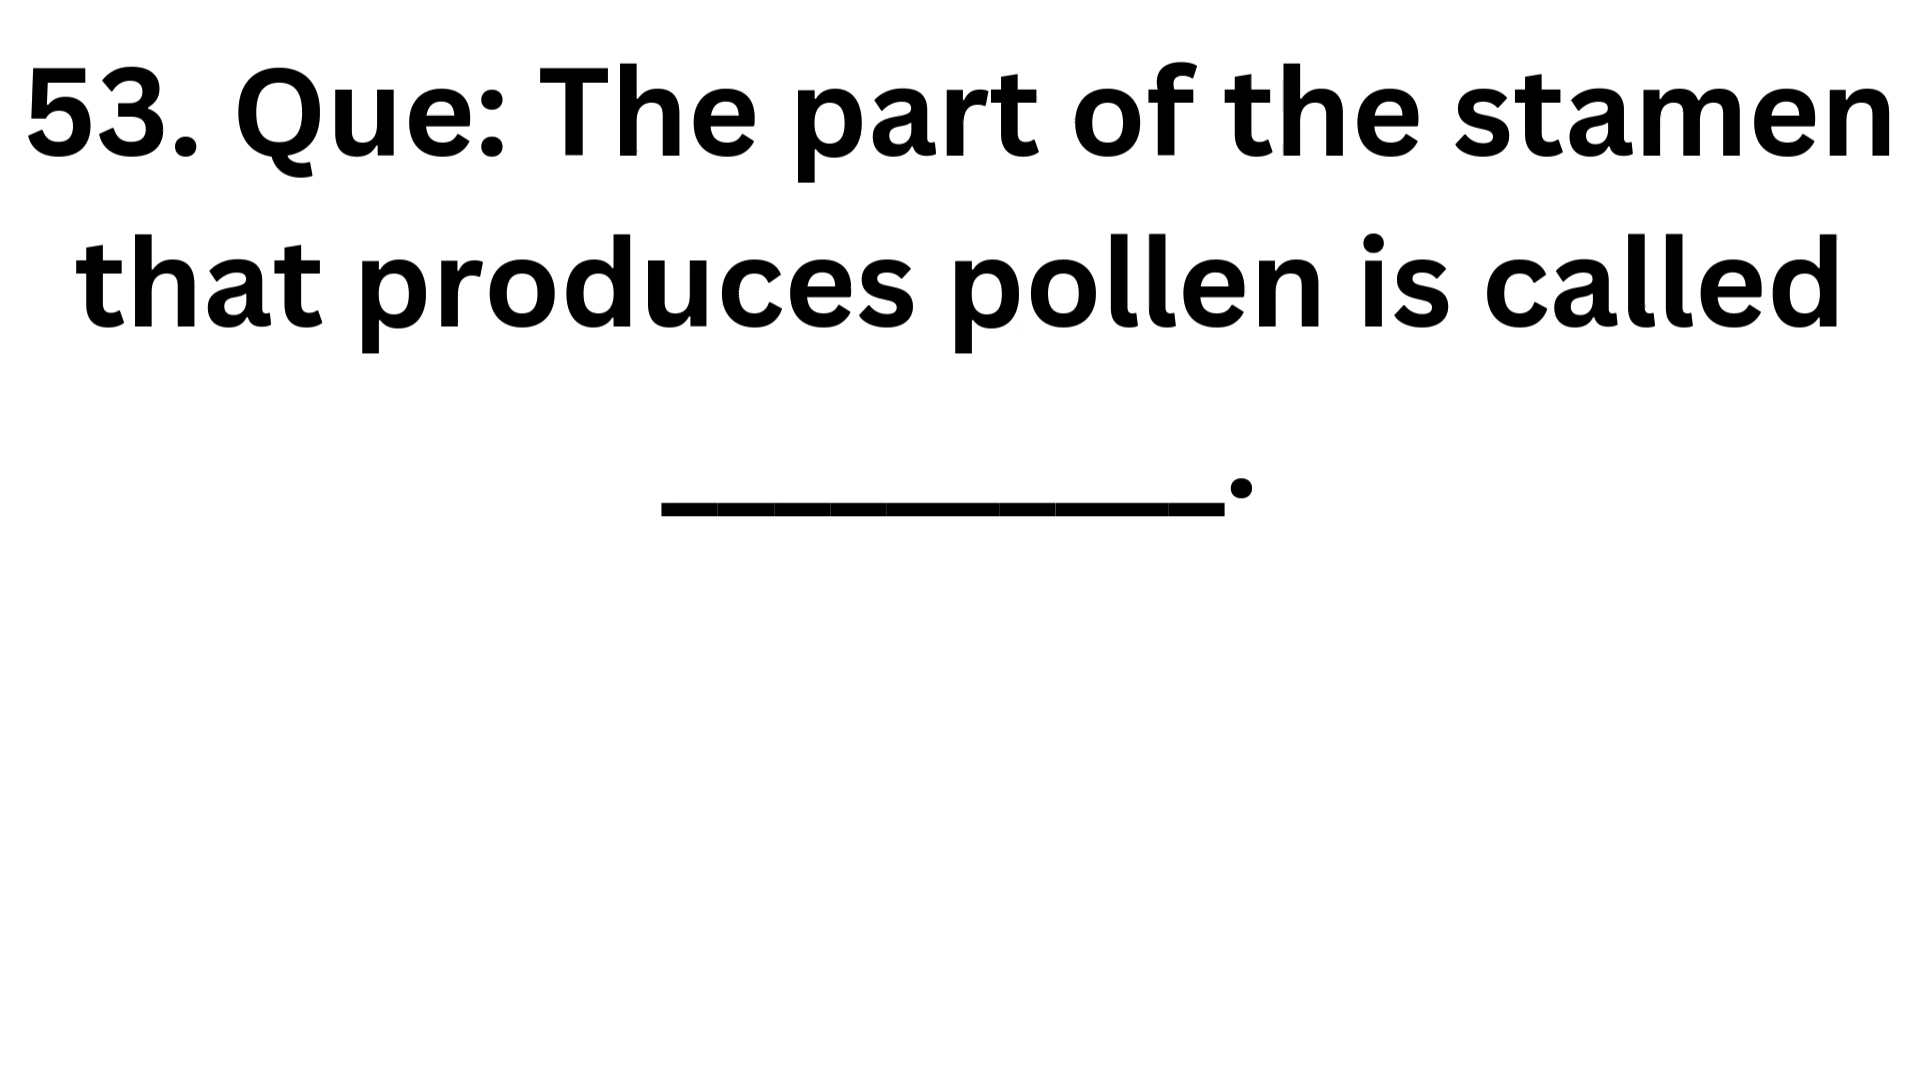 53. Que: The part of the stamen
that produces pollen is called
__________.